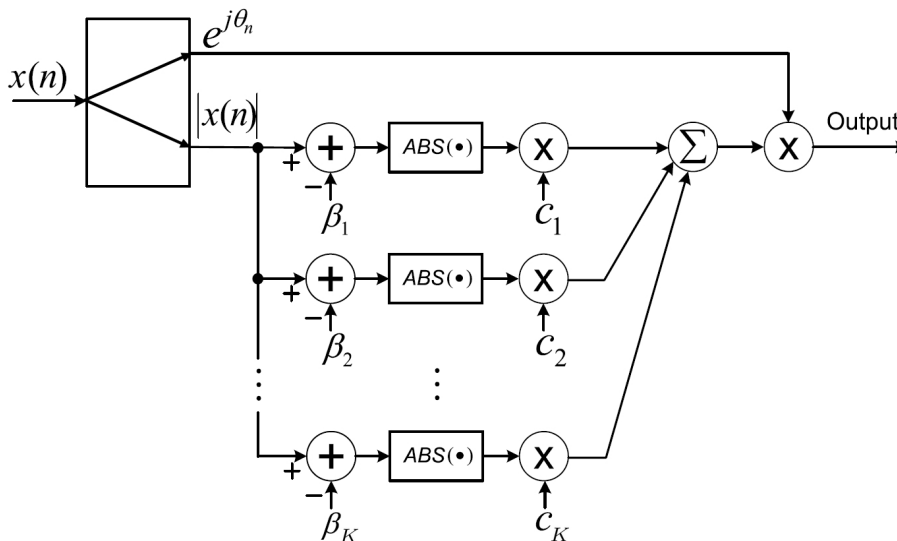 e^{jθ_n}
x(n)
|x(n)|
Output
+ + ABS(•) X Σ X
−
β_1 c_1
+ + ABS(•) X
−
β_2 c_2
⋮ ⋮ ⋮
+ + ABS(•) X
−
β_K c_K